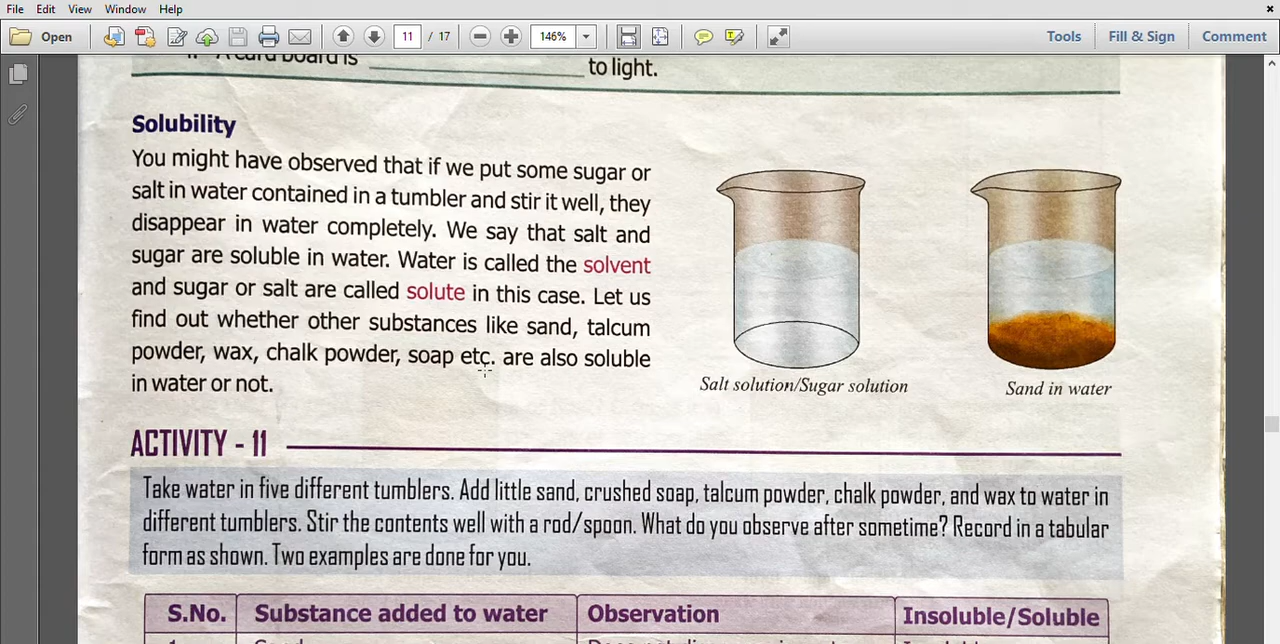 File Edit View Window Help
Open 11 / 17 146% Tools Fill & Sign Comment
A card board is ____________ to light.
Solubility
You might have observed that if we put some sugar or
salt in water contained in a tumbler and stir it well, they
disappear in water completely. We say that salt and
sugar are soluble in water. Water is called the solvent
and sugar or salt are called solute in this case. Let us
find out whether other substances like sand, talcum
powder, wax, chalk powder, soap etc. are also soluble
in water or not.
Salt solution/Sugar solution
Sand in water
ACTIVITY - 11
Take water in five different tumblers. Add little sand, crushed soap, talcum powder, chalk powder, and wax to water in
different tumblers. Stir the contents well with a rod/spoon. What do you observe after sometime? Record in a tabular
form as shown. Two examples are done for you.
S.No. Substance added to water Observation Insoluble/Soluble